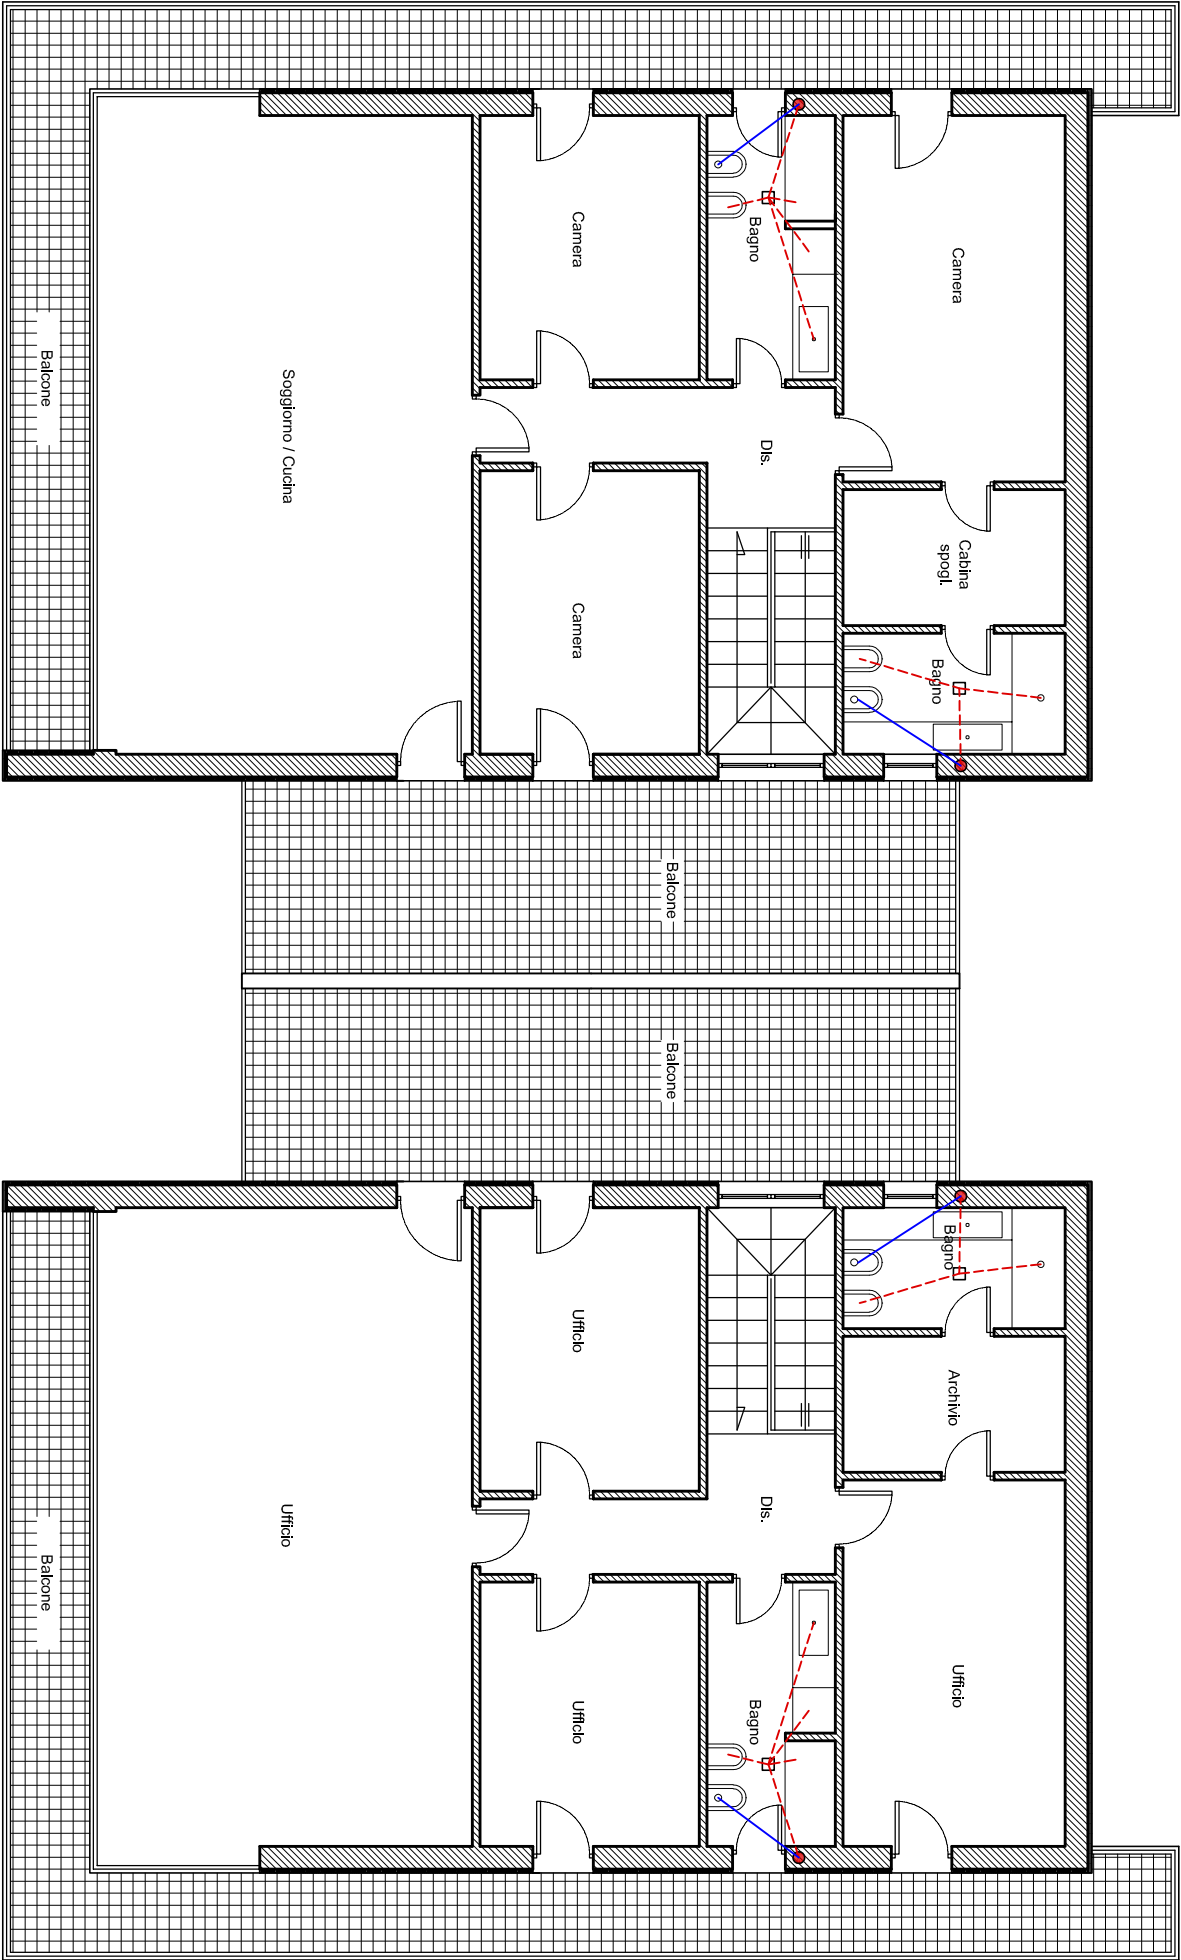 Camera
Cabina
spogl.
Bagno
Bagno
Archivio
Ufficio
Bagno
Dis.
Dis.
Bagno
Balcone
Balcone
Camera
Camera
Ufficio
Ufficio
Soggiorno / Cucina
Ufficio
Balcone
Balcone